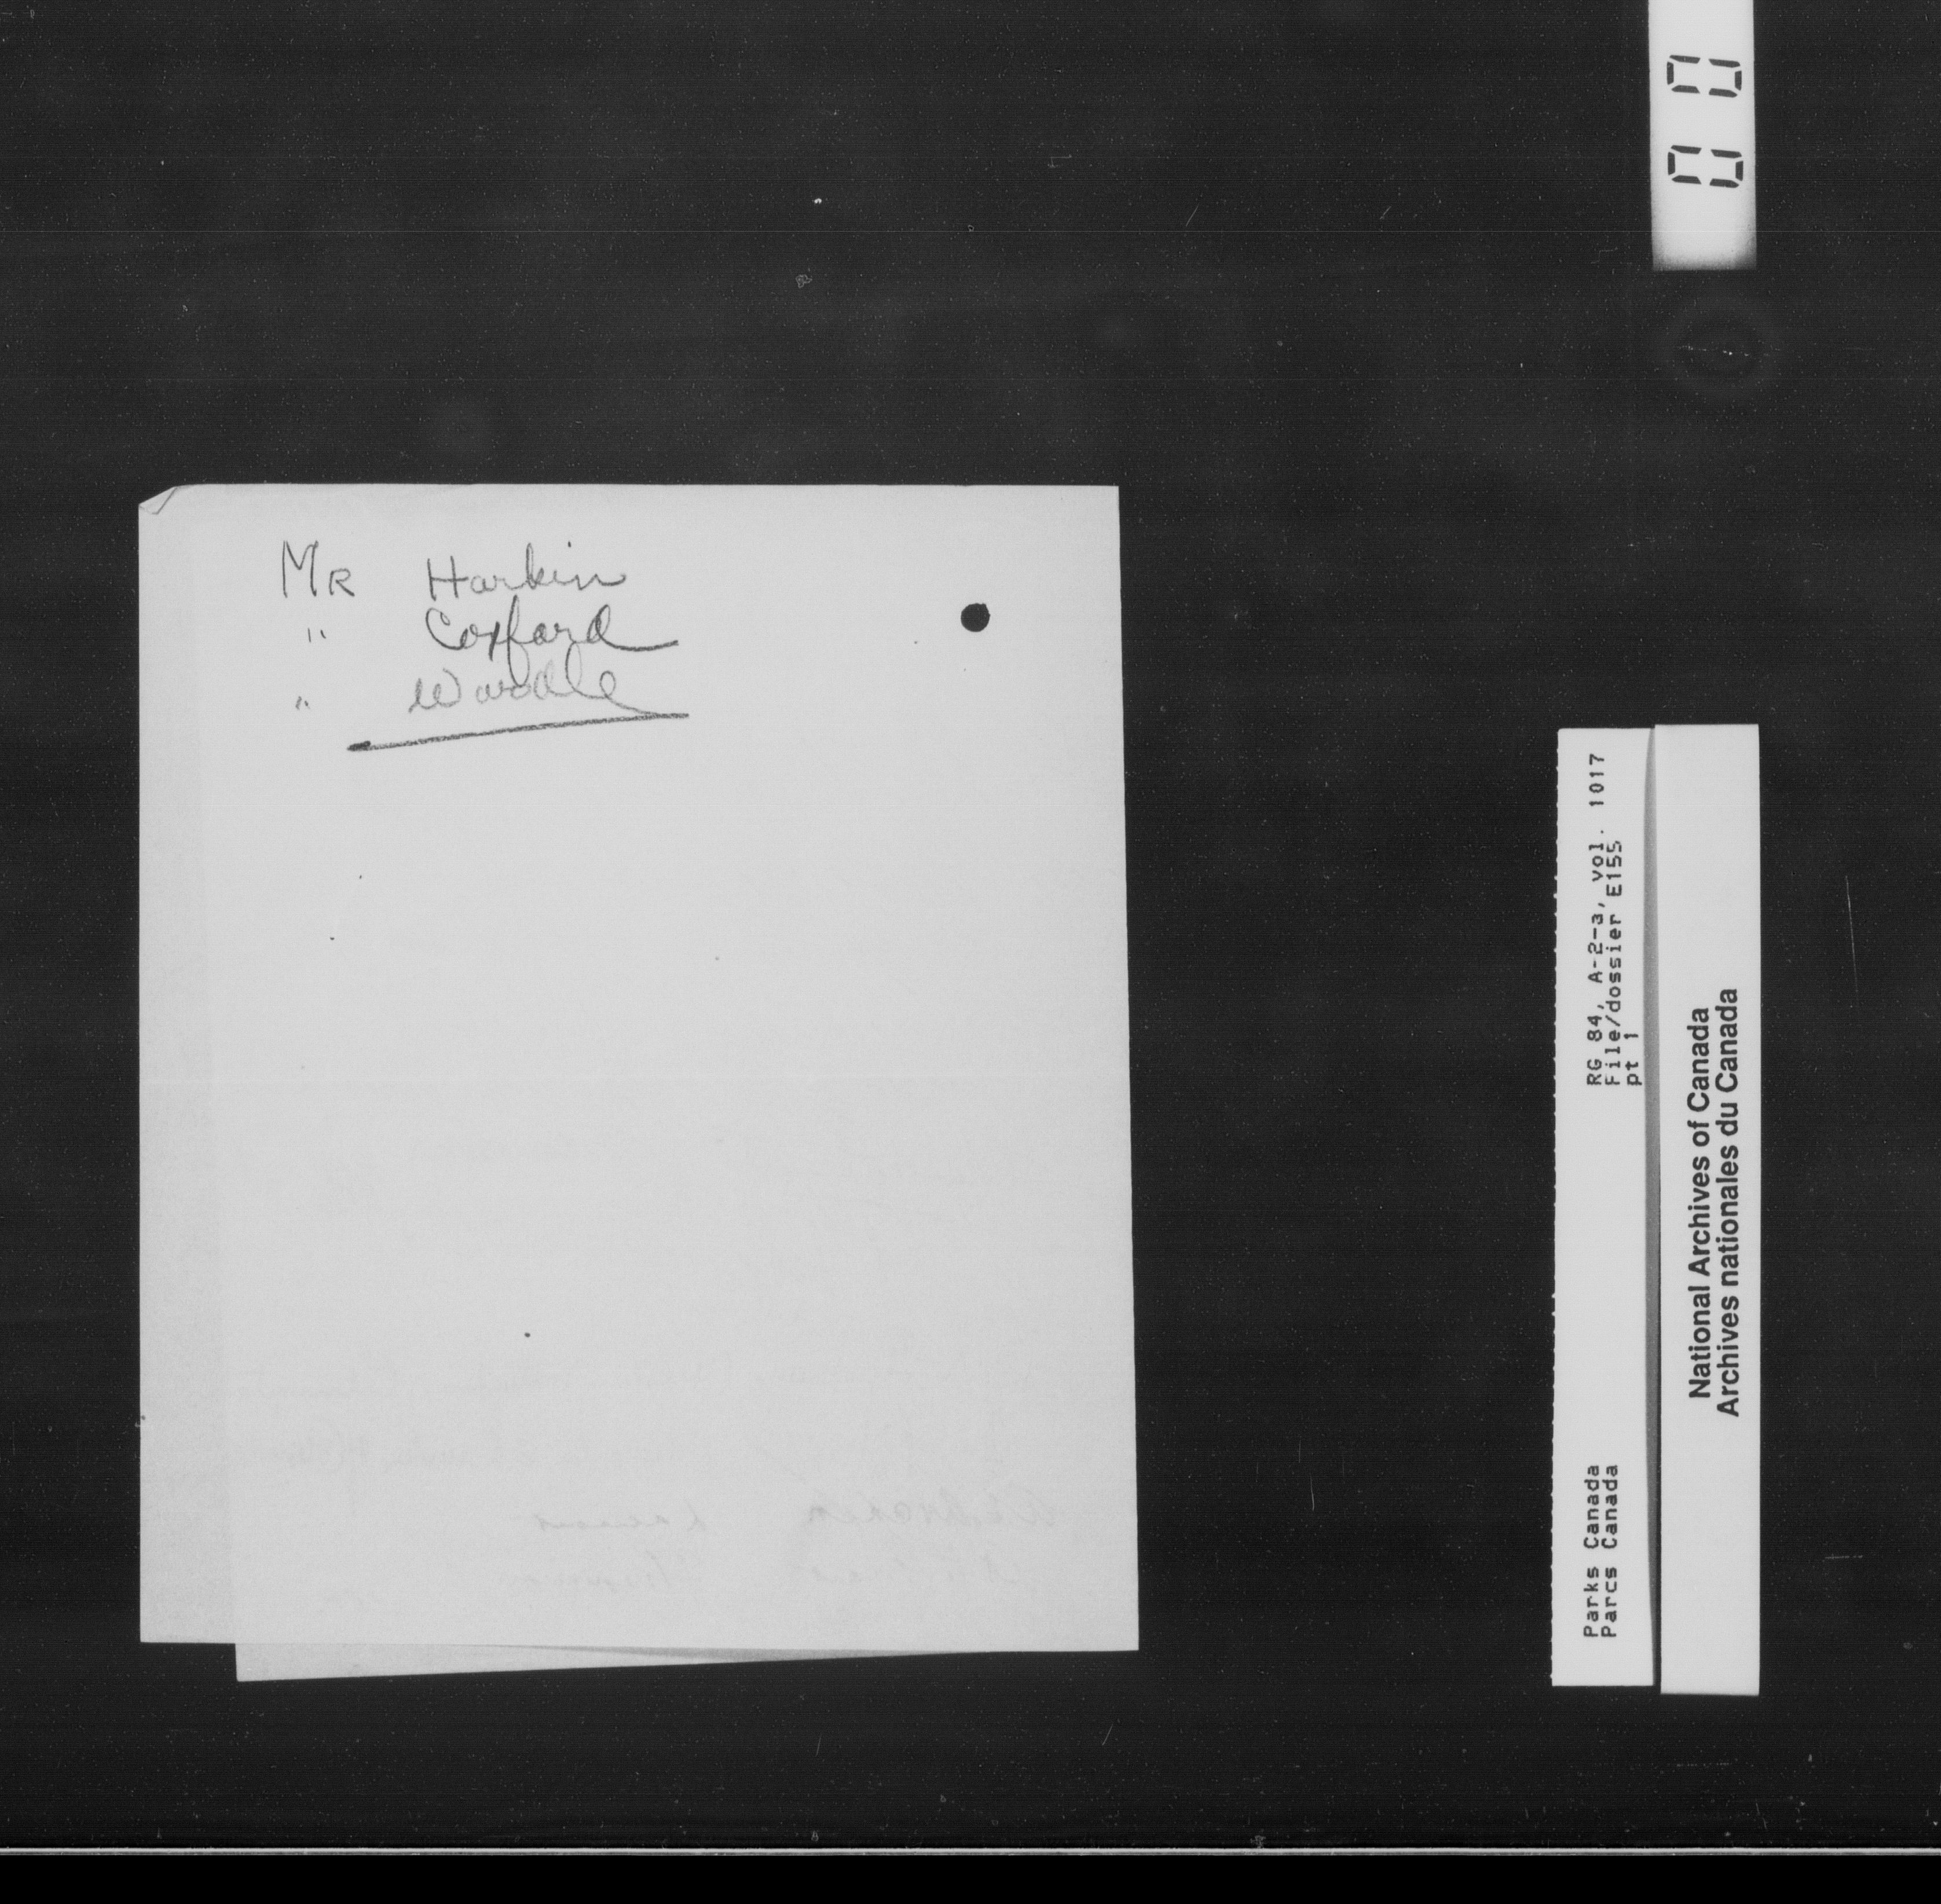 00
MR Harkin
" Coxford
" Wardle
RG 84, A-2-a, vol. 1017
File/dossier E155
pt 1
Parks Canada
Parcs Canada
National Archives of Canada
Archives nationales du Canada